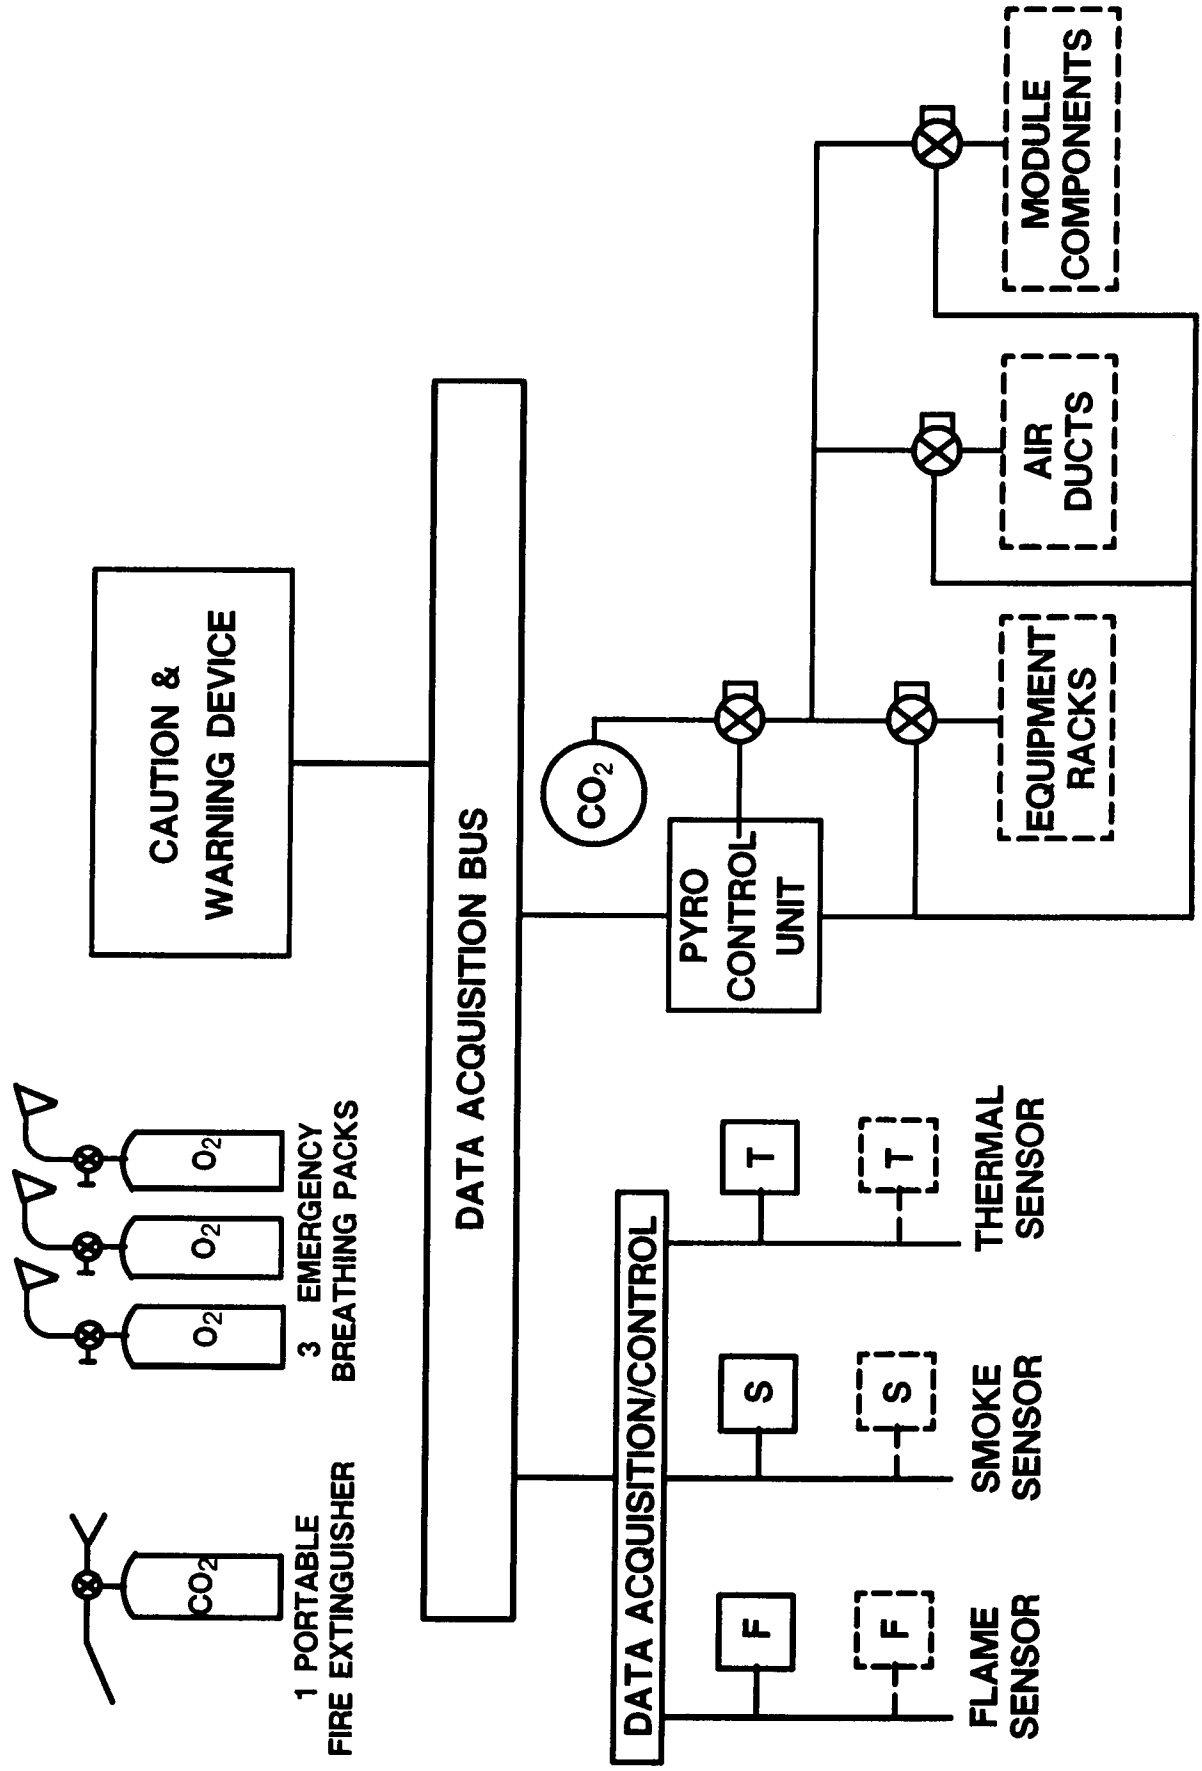 CO2
1 PORTABLE
FIRE EXTINGUISHER
O2
O2
O2
3 EMERGENCY
BREATHING PACKS
CAUTION &
WARNING DEVICE
DATA ACQUISITION BUS
DATA ACQUISITION/CONTROL
F
F
FLAME
SENSOR
S
S
SMOKE
SENSOR
T
T
THERMAL
SENSOR
CO2
PYRO
CONTROL
UNIT
EQUIPMENT
RACKS
AIR
DUCTS
MODULE
COMPONENTS